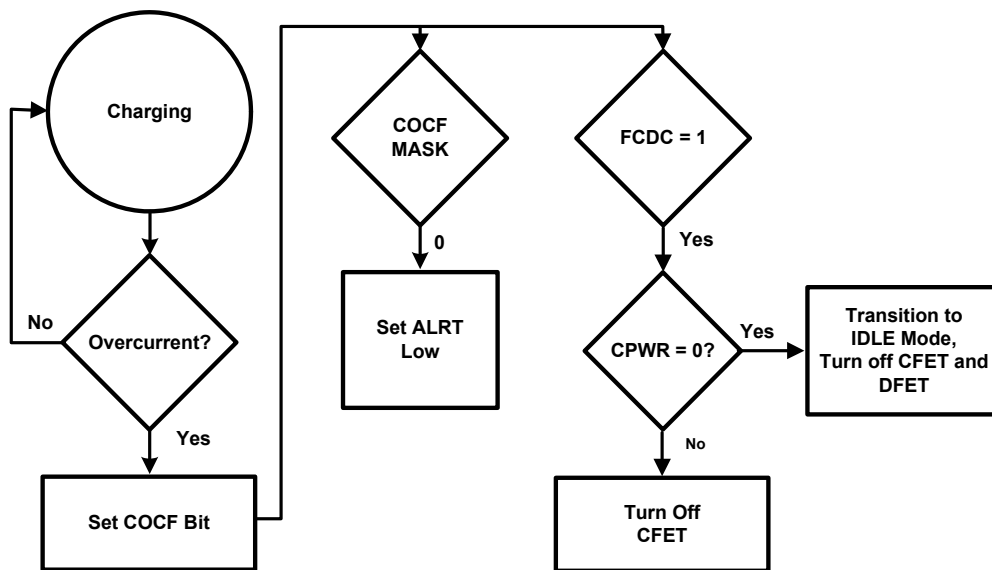 Charging
No
Overcurrent?
Yes
Set COCF Bit
COCF
MASK
0
Set ALRT
Low
FCDC = 1
Yes
CPWR = 0?
Yes
Transition to
IDLE Mode,
Turn off CFET and
DFET
No
Turn Off
CFET